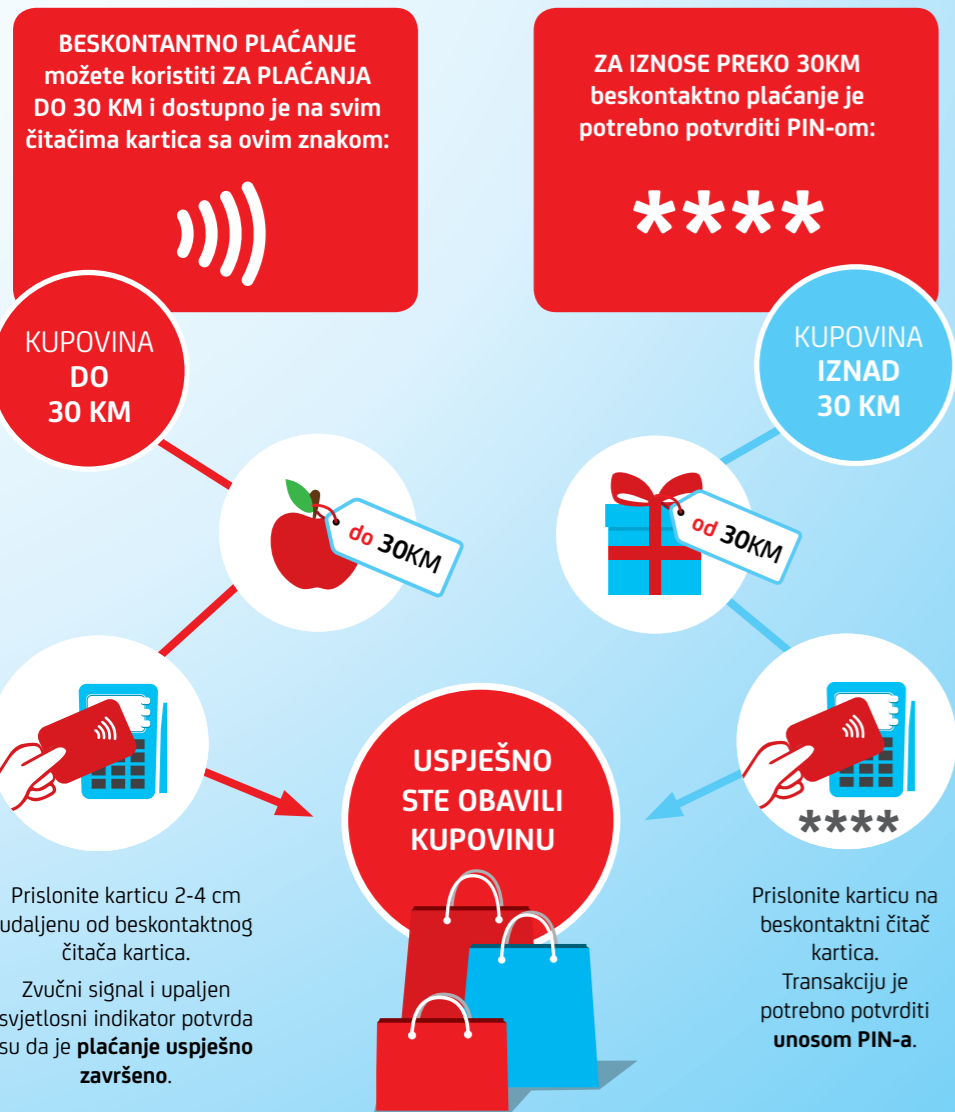 BESKONTANTNO PLAĆANJE
možete koristiti ZA PLAĆANJA
DO 30 KM i dostupno je na svim
čitačima kartica sa ovim znakom:
ZA IZNOSE PREKO 30KM
beskontaktno plaćanje je
potrebno potvrditi PIN-om:
****
KUPOVINA
DO
30 KM
KUPOVINA
IZNAD
30 KM
do 30KM
od 30KM
****
USPJEŠNO
STE OBAVILI
KUPOVINU
Prislonite karticu 2-4 cm
udaljenu od beskontaktnog
čitača kartica.
Zvučni signal i upaljen
svjetlosni indikator potvrda
su da je plaćanje uspješno
završeno.
Prislonite karticu na
beskontaktni čitač
kartica.
Transakciju je
potrebno potvrditi
unosom PIN-a.